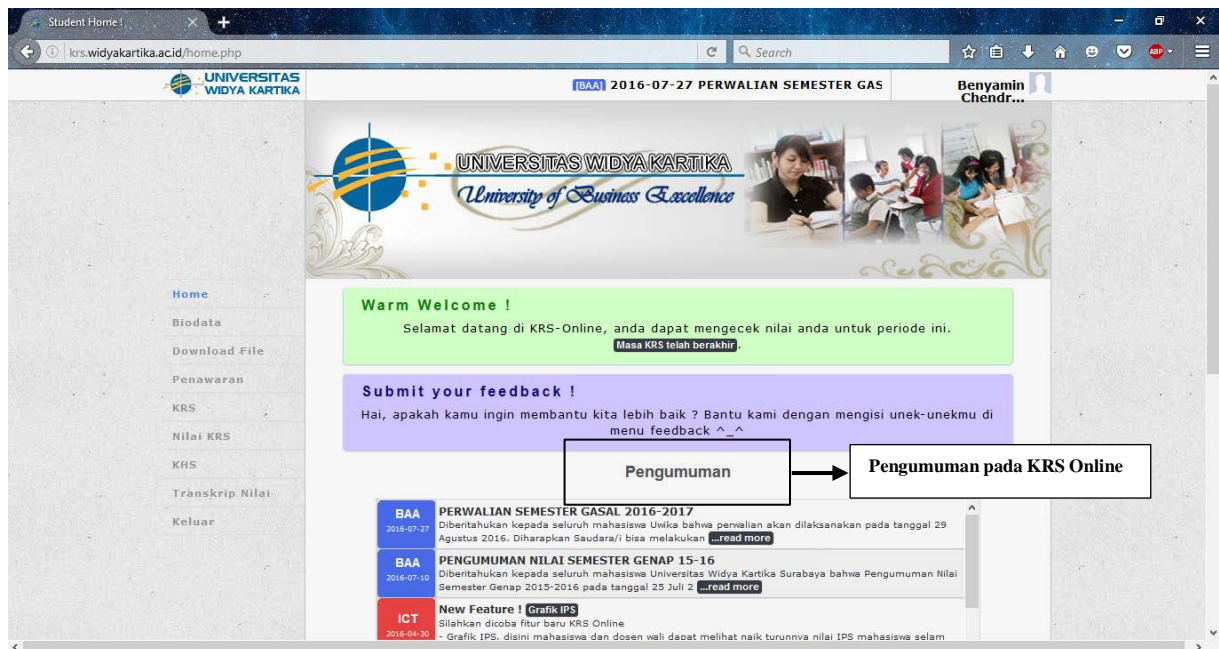 Student Home !
krs.widyakartika.ac.id/home.php
Search
ABP
UNIVERSITAS
WIDYA KARTIKA
[BAA] 2016-07-27 PERWALIAN SEMESTER GAS
Benyamin
Chendr...
UNIVERSITAS WIDYA KARTIKA
University of Business Excellence
Home
Biodata
Download File
Penawaran
KRS
Nilai KRS
KHS
Transkrip Nilai
Keluar
Warm Welcome !
Selamat datang di KRS-Online, anda dapat mengecek nilai anda untuk periode ini.
Masa KRS telah berakhir.
Submit your feedback !
Hai, apakah kamu ingin membantu kita lebih baik ? Bantu kami dengan mengisi unek-unekmu di
menu feedback ^_^
Pengumuman
Pengumuman pada KRS Online
BAA
2016-07-27
PERWALIAN SEMESTER GASAL 2016-2017
Diberitahukan kepada seluruh mahasiswa Uwika bahwa perwalian akan dilaksanakan pada tanggal 29
Agustus 2016. Diharapkan Saudara/i bisa melakukan ...read more
BAA
2016-07-10
PENGUMUMAN NILAI SEMESTER GENAP 15-16
Diberitahukan kepada seluruh mahasiswa Universitas Widya Kartika Surabaya bahwa Pengumuman Nilai
Semester Genap 2015-2016 pada tanggal 25 Juli 2 ...read more
ICT
2016-04-30
New Feature ! Grafik IPS
Silahkan dicoba fitur baru KRS Online
- Grafik IPS, disini mahasiswa dan dosen wali dapat melihat naik turunnya nilai IPS mahasiswa selam